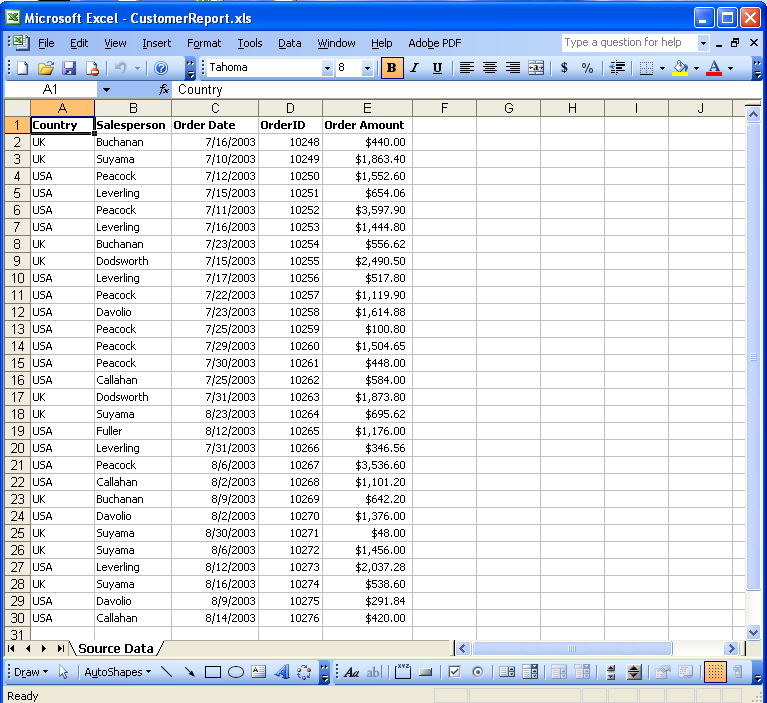 Microsoft Excel - CustomerReport.xls
File Edit View Insert Format Tools Data Window Help Adobe PDF Type a question for help
Tahoma 8 B I U $ %
A1 fx Country
A B C D E F G H I J
1 Country Salesperson Order Date OrderID Order Amount
2 UK Buchanan 7/16/2003 10248 $440.00
3 UK Suyama 7/10/2003 10249 $1,863.40
4 USA Peacock 7/12/2003 10250 $1,552.60
5 USA Leverling 7/15/2003 10251 $654.06
6 USA Peacock 7/11/2003 10252 $3,597.90
7 USA Leverling 7/16/2003 10253 $1,444.80
8 UK Buchanan 7/23/2003 10254 $556.62
9 UK Dodsworth 7/15/2003 10255 $2,490.50
10 USA Leverling 7/17/2003 10256 $517.80
11 USA Peacock 7/22/2003 10257 $1,119.90
12 USA Davolio 7/23/2003 10258 $1,614.88
13 USA Peacock 7/25/2003 10259 $100.80
14 USA Peacock 7/29/2003 10260 $1,504.65
15 USA Peacock 7/30/2003 10261 $448.00
16 USA Callahan 7/25/2003 10262 $584.00
17 UK Dodsworth 7/31/2003 10263 $1,873.80
18 UK Suyama 8/23/2003 10264 $695.62
19 USA Fuller 8/12/2003 10265 $1,176.00
20 USA Leverling 7/31/2003 10266 $346.56
21 USA Peacock 8/6/2003 10267 $3,536.60
22 USA Callahan 8/2/2003 10268 $1,101.20
23 UK Buchanan 8/9/2003 10269 $642.20
24 USA Davolio 8/2/2003 10270 $1,376.00
25 UK Suyama 8/30/2003 10271 $48.00
26 UK Suyama 8/6/2003 10272 $1,456.00
27 USA Leverling 8/12/2003 10273 $2,037.28
28 UK Suyama 8/16/2003 10274 $538.60
29 USA Davolio 8/9/2003 10275 $291.84
30 USA Callahan 8/14/2003 10276 $420.00
31
Source Data
Draw AutoShapes Aa ab
Ready